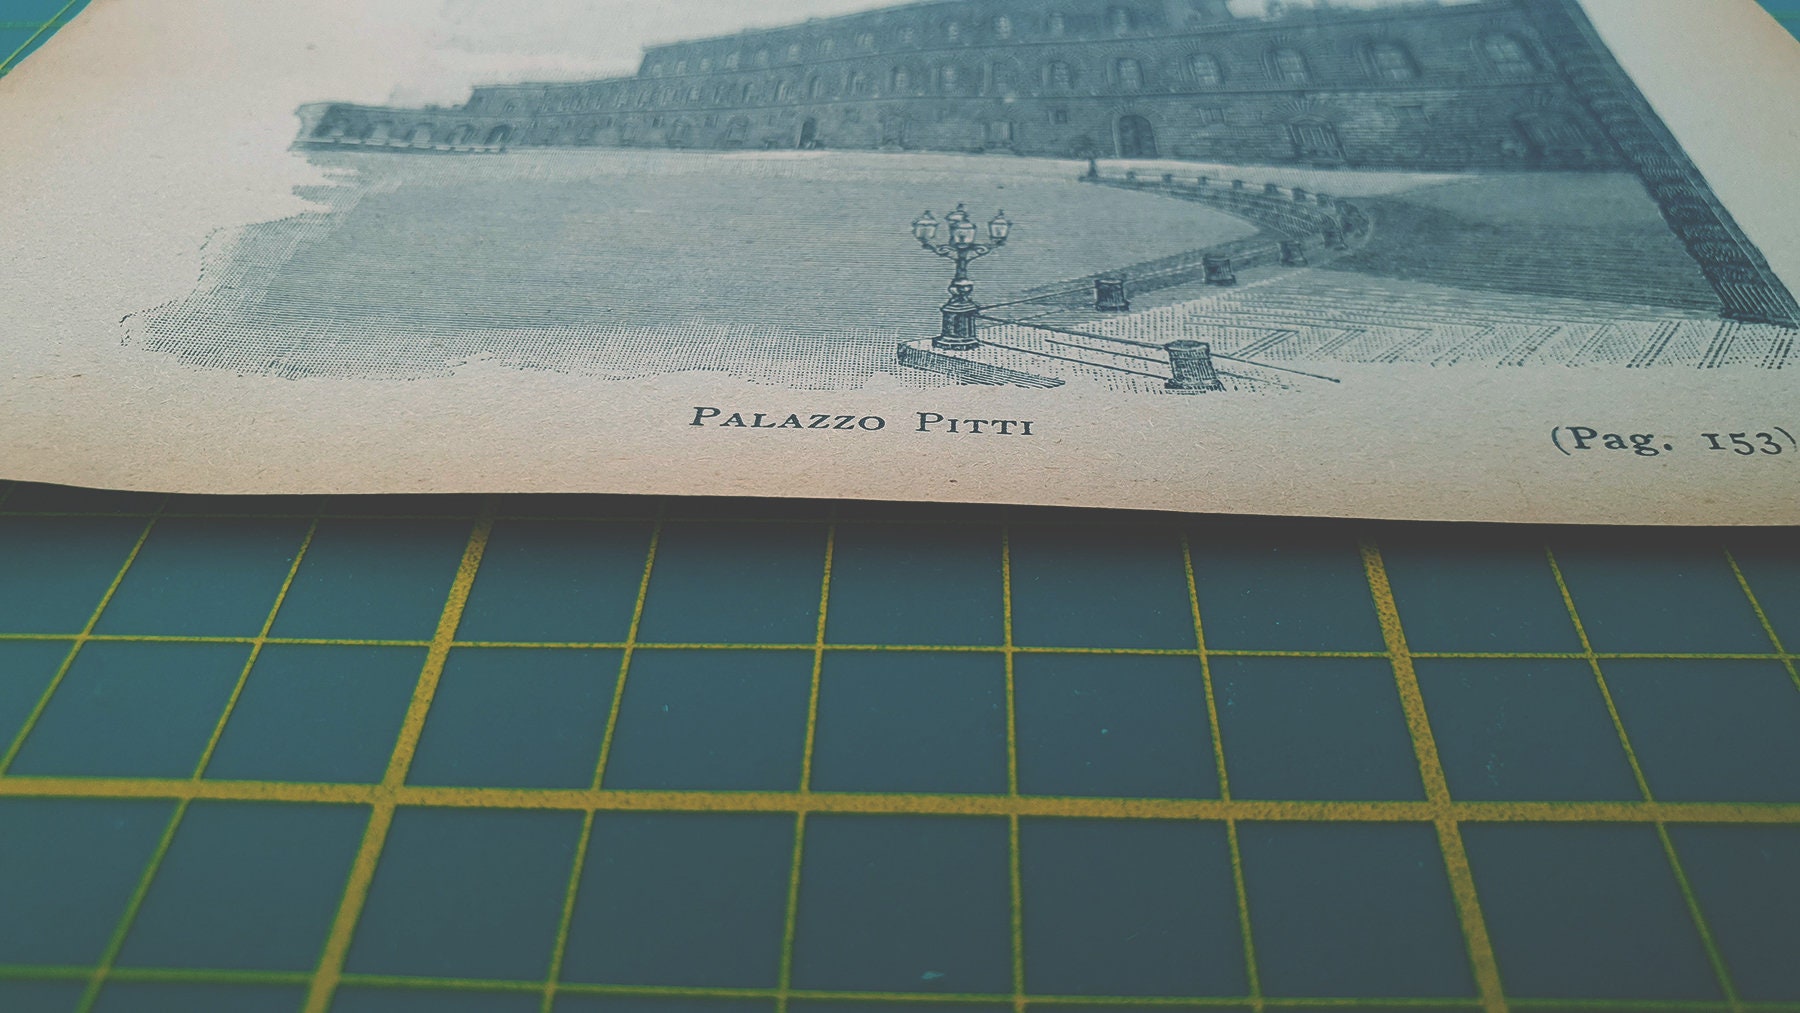 Palazzo Pitti
(Pag. 153)